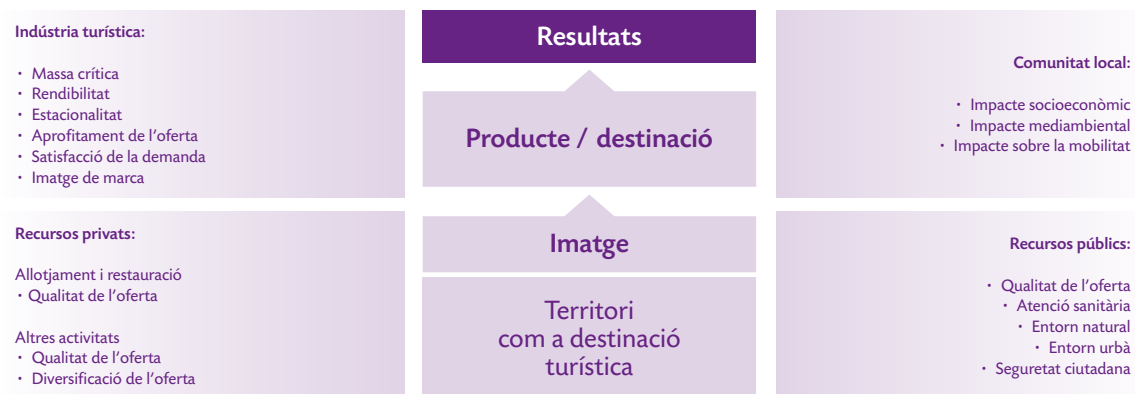 Indústria turística:
· Massa crítica
· Rendibilitat
· Estacionalitat
· Aprofitament de l’oferta
· Satisfacció de la demanda
· Imatge de marca
Resultats
Producte / destinació
Comunitat local:
· Impacte socioeconòmic
· Impacte mediambiental
· Impacte sobre la mobilitat
Recursos privats:
Allotjament i restauració
· Qualitat de l’oferta
Altres activitats
· Qualitat de l’oferta
· Diversificació de l’oferta
Imatge
Territori
com a destinació
turística
Recursos públics:
· Qualitat de l’oferta
· Atenció sanitària
· Entorn natural
· Entorn urbà
· Seguretat ciutadana